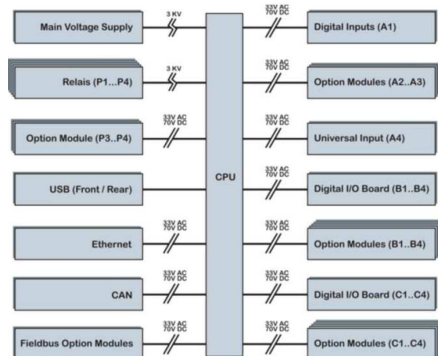 Main Voltage Supply
3 KV
33V AC
70V DC
Digital Inputs (A1)
Relais (P1...P4)
3 KV
33V AC
70V DC
Option Modules (A2..A3)
Option Module (P3..P4)
33V AC
70V DC
33V AC
70V DC
Universal Input (A4)
CPU
USB (Front / Rear)
33V AC
70V DC
Digital I/O Board (B1..B4)
Ethernet
33V AC
70V DC
33V AC
70V DC
Option Modules (B1..B4)
CAN
33V AC
70V DC
33V AC
70V DC
Digital I/O Board (C1..C4)
Fieldbus Option Modules
33V AC
70V DC
33V AC
70V DC
Option Modules (C1..C4)